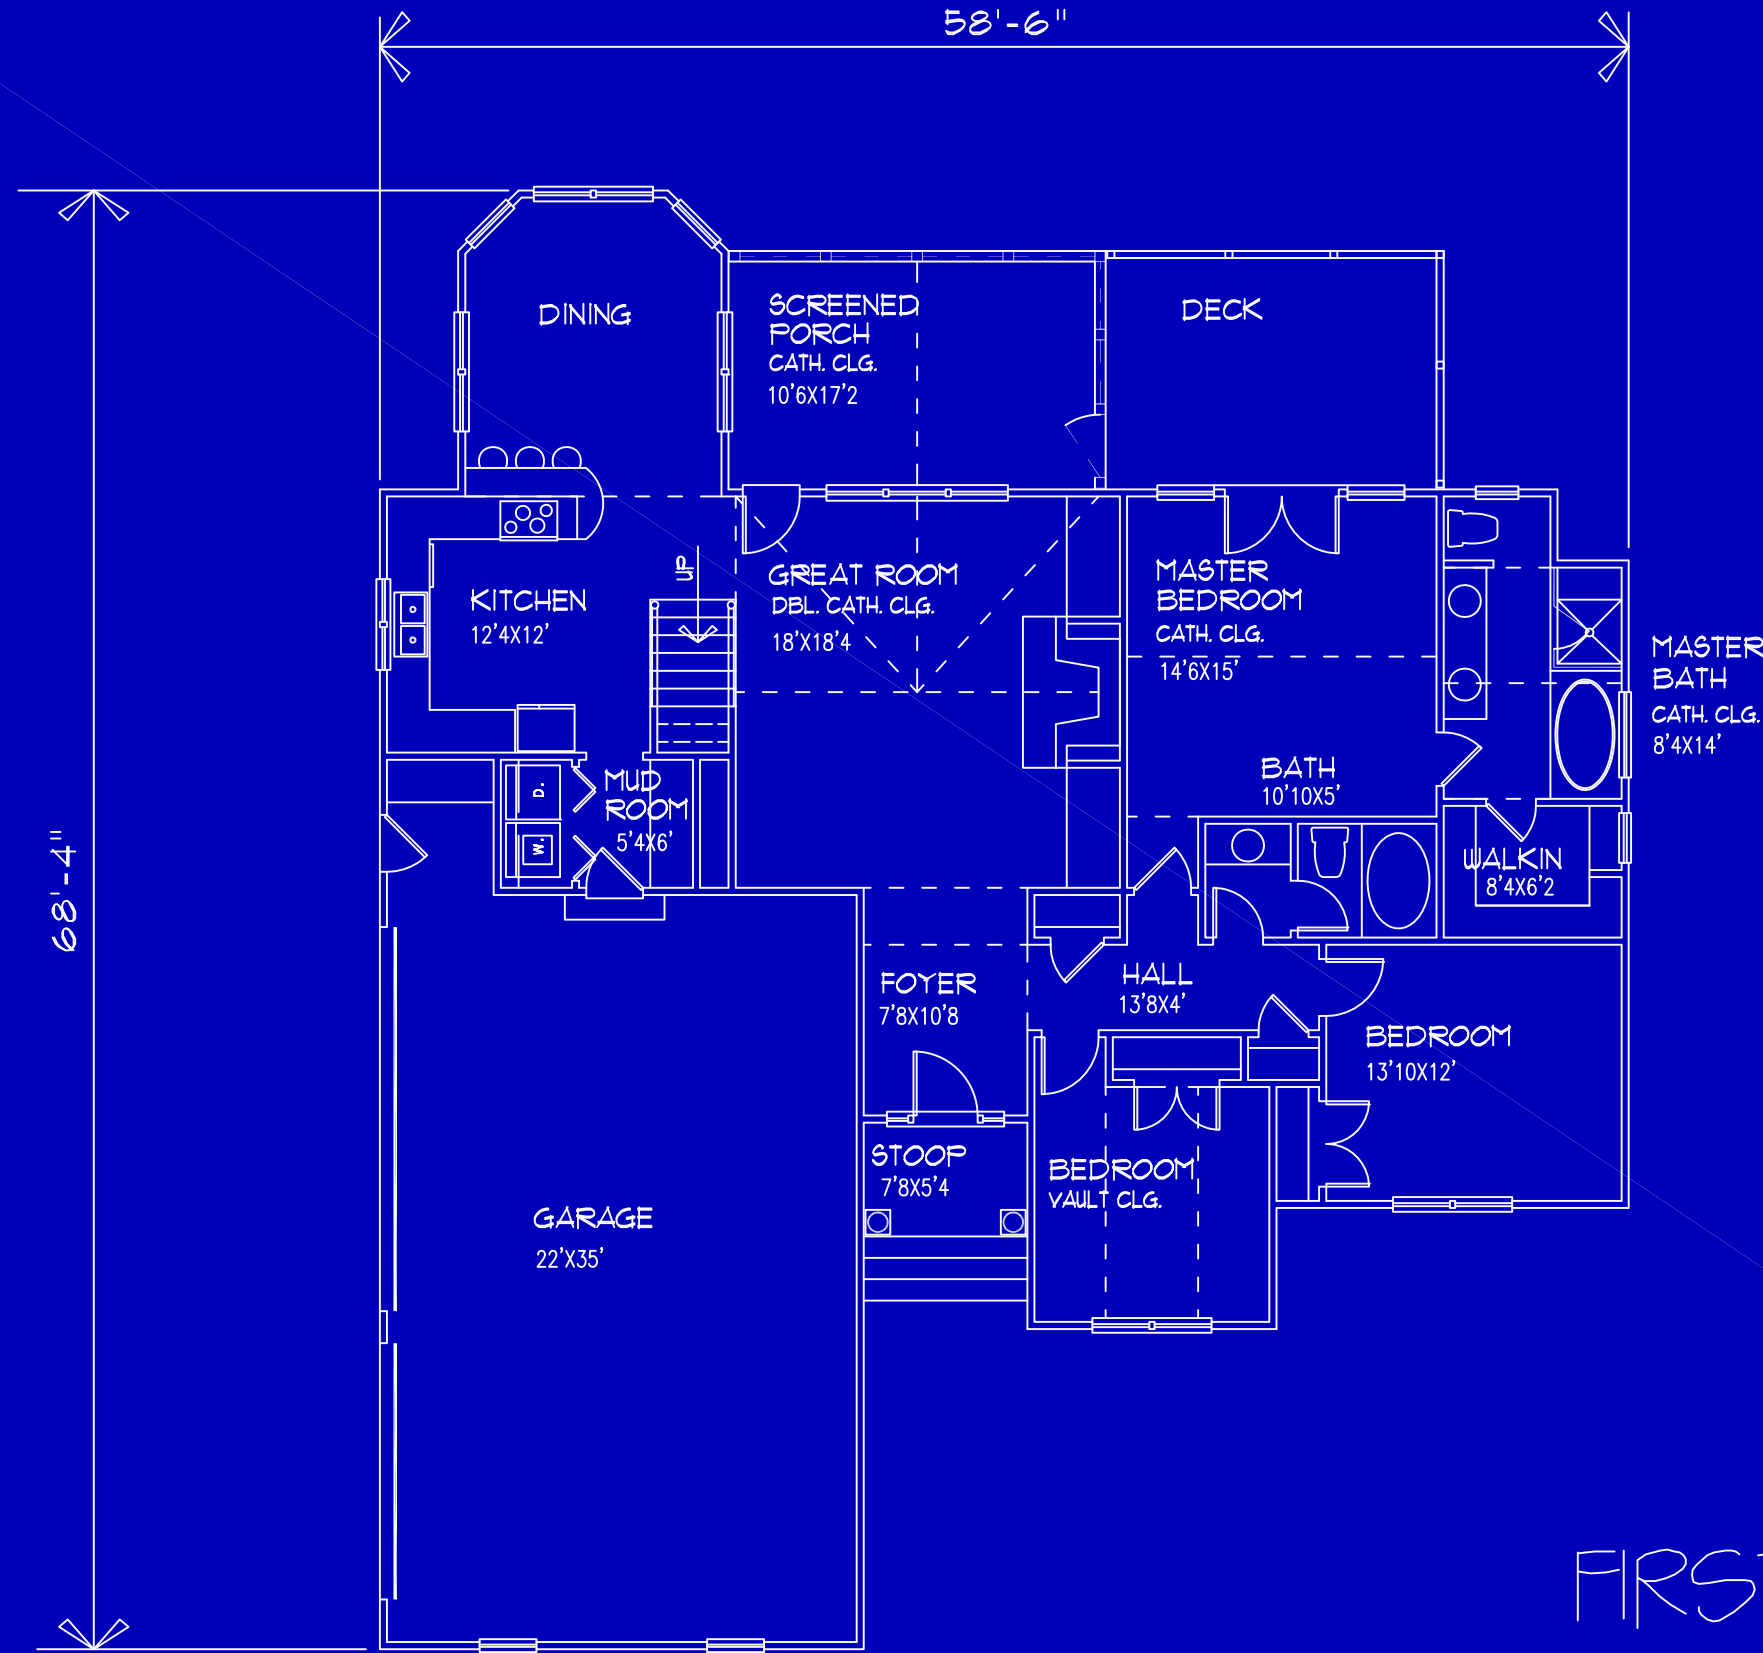 58'-6"
DINING
SCREENED
PORCH
CATH. CLG.
10'6X17'2
DECK
UP
KITCHEN
12'4X12'
GREAT ROOM
DBL. CATH. CLG.
18'X18'4
MASTER
BEDROOM
CATH. CLG.
14'6X15'
MASTER
BATH
CATH. CLG.
8'4X14'
MUD
ROOM
5'4X6'
D.
W.
BATH
10'10X5'
WALKIN
8'4X6'2
68'-4"
FOYER
7'8X10'8
HALL
13'8X4'
BEDROOM
13'10X12'
STOOP
7'8X5'4
BEDROOM
VAULT CLG.
GARAGE
22'X35'
FIRS